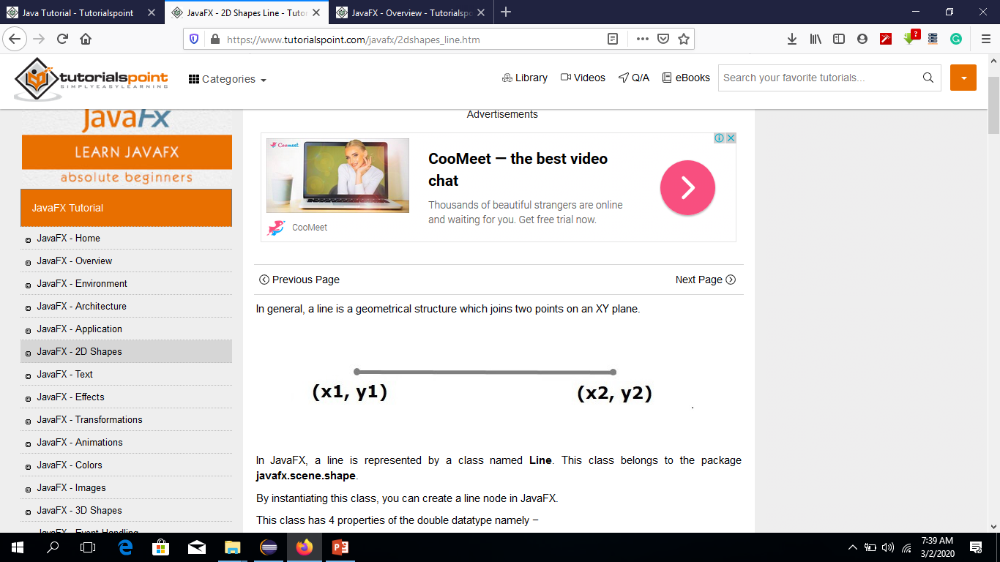 Java Tutorial - Tutorialspoint
JavaFX - 2D Shapes Line - Tutor
JavaFX - Overview - Tutorialspo
https://www.tutorialspoint.com/javafx/2dshapes_line.htm
tutorialspoint
SIMPLYEASYLEARNING
Categories
Library
Videos
Q/A
eBooks
Search your favorite tutorials...
JavaFx
LEARN JAVAFX
absolute beginners
JavaFX Tutorial
JavaFX - Home
JavaFX - Overview
JavaFX - Environment
JavaFX - Architecture
JavaFX - Application
JavaFX - 2D Shapes
JavaFX - Text
JavaFX - Effects
JavaFX - Transformations
JavaFX - Animations
JavaFX - Colors
JavaFX - Images
JavaFX - 3D Shapes
JavaFX - Event Handling
Advertisements
Coomeet
CooMeet — the best video
chat
Thousands of beautiful strangers are online
and waiting for you. Get free trial now.
CooMeet
Previous Page
Next Page
In general, a line is a geometrical structure which joins two points on an XY plane.
(x1, y1)
(x2, y2)
.
In JavaFX, a line is represented by a class named Line. This class belongs to the package
javafx.scene.shape.
By instantiating this class, you can create a line node in JavaFX.
This class has 4 properties of the double datatype namely −
7:39 AM
3/2/2020